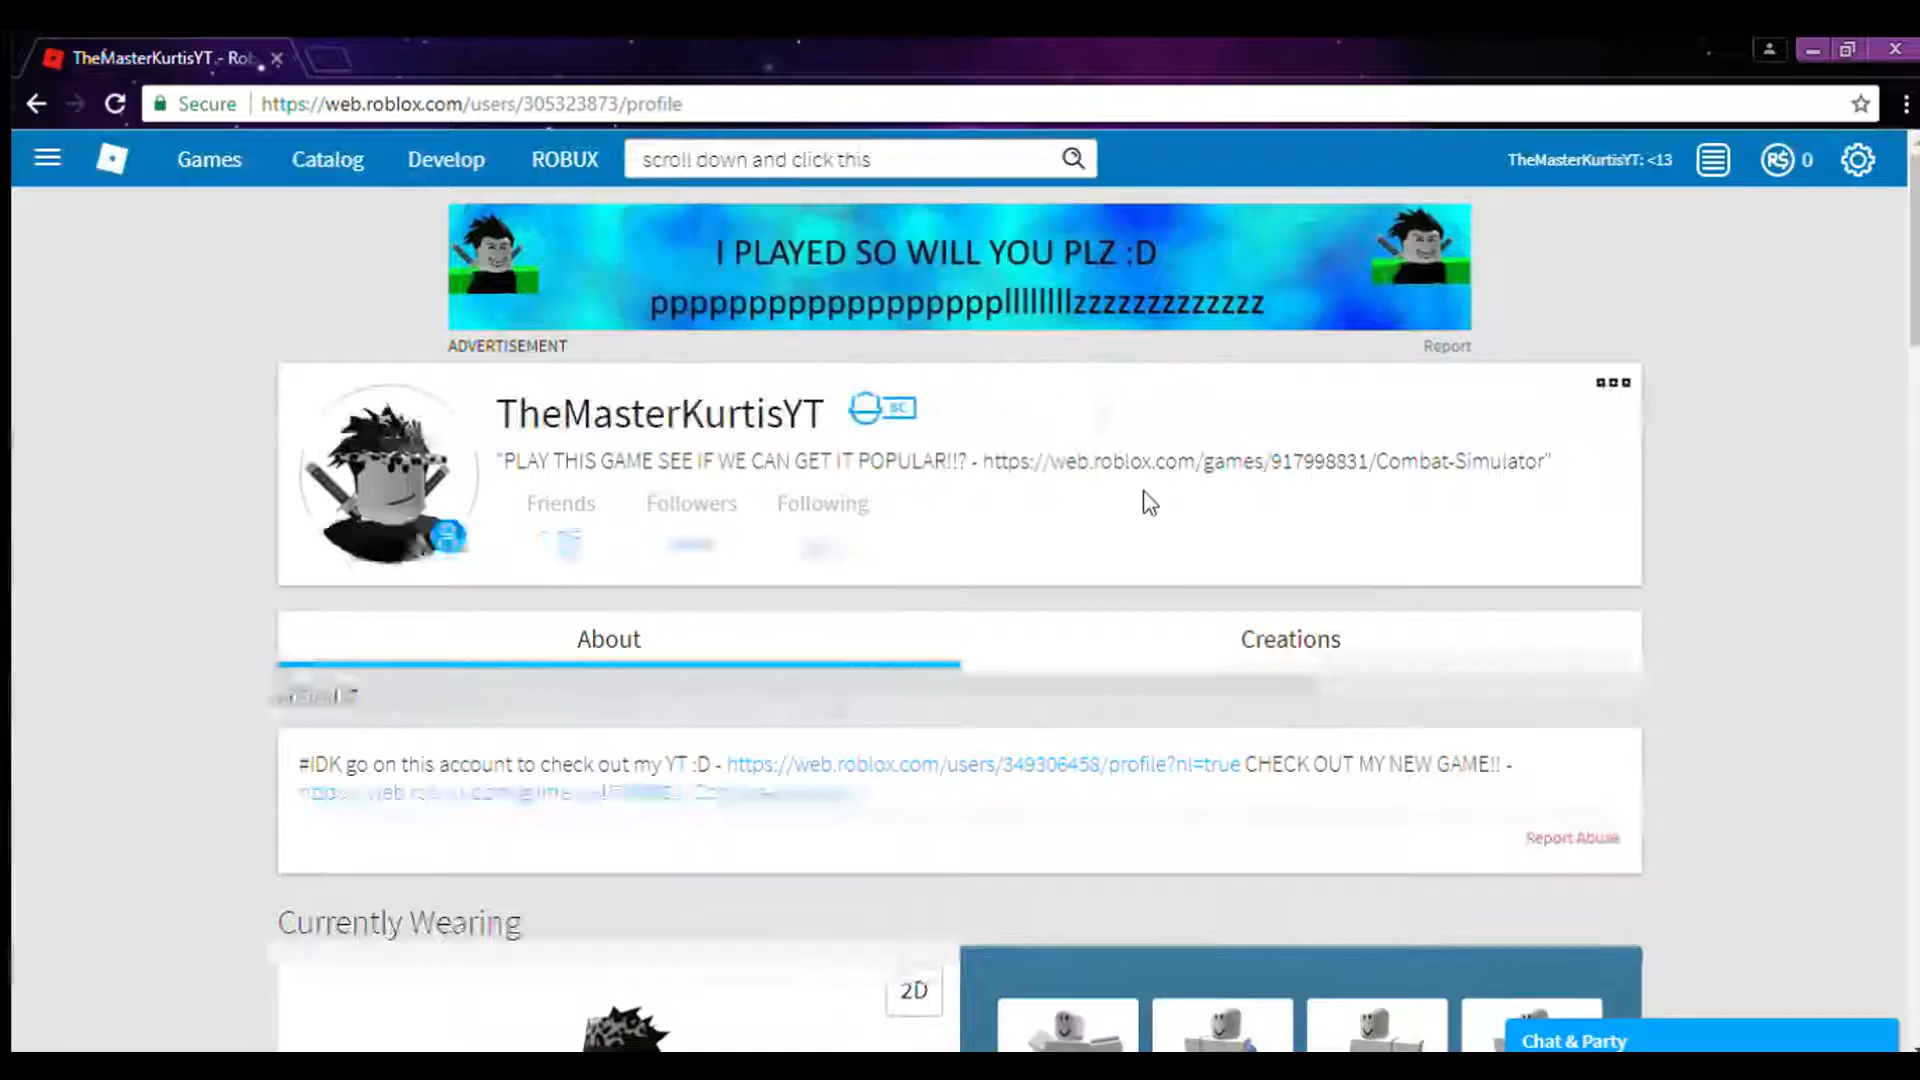 TheMasterKurtisYT - Rob
Secure https://web.roblox.com/users/305323873/profile
Games Catalog Develop ROBUX scroll down and click this TheMasterKurtisYT: <13 R$ 0
I PLAYED SO WILL YOU PLZ :D
pppppppppppppppppplllllllllzzzzzzzzzzzzz
ADVERTISEMENT Report
TheMasterKurtisYT BC
"PLAY THIS GAME SEE IF WE CAN GET IT POPULAR!!? - https://web.roblox.com/games/917998831/Combat-Simulator"
Friends Followers Following
About Creations
#IDK go on this account to check out my YT :D - https://web.roblox.com/users/349306458/profile?nl=true CHECK OUT MY NEW GAME!! -
Report Abuse
Currently Wearing
2D
Chat & Party